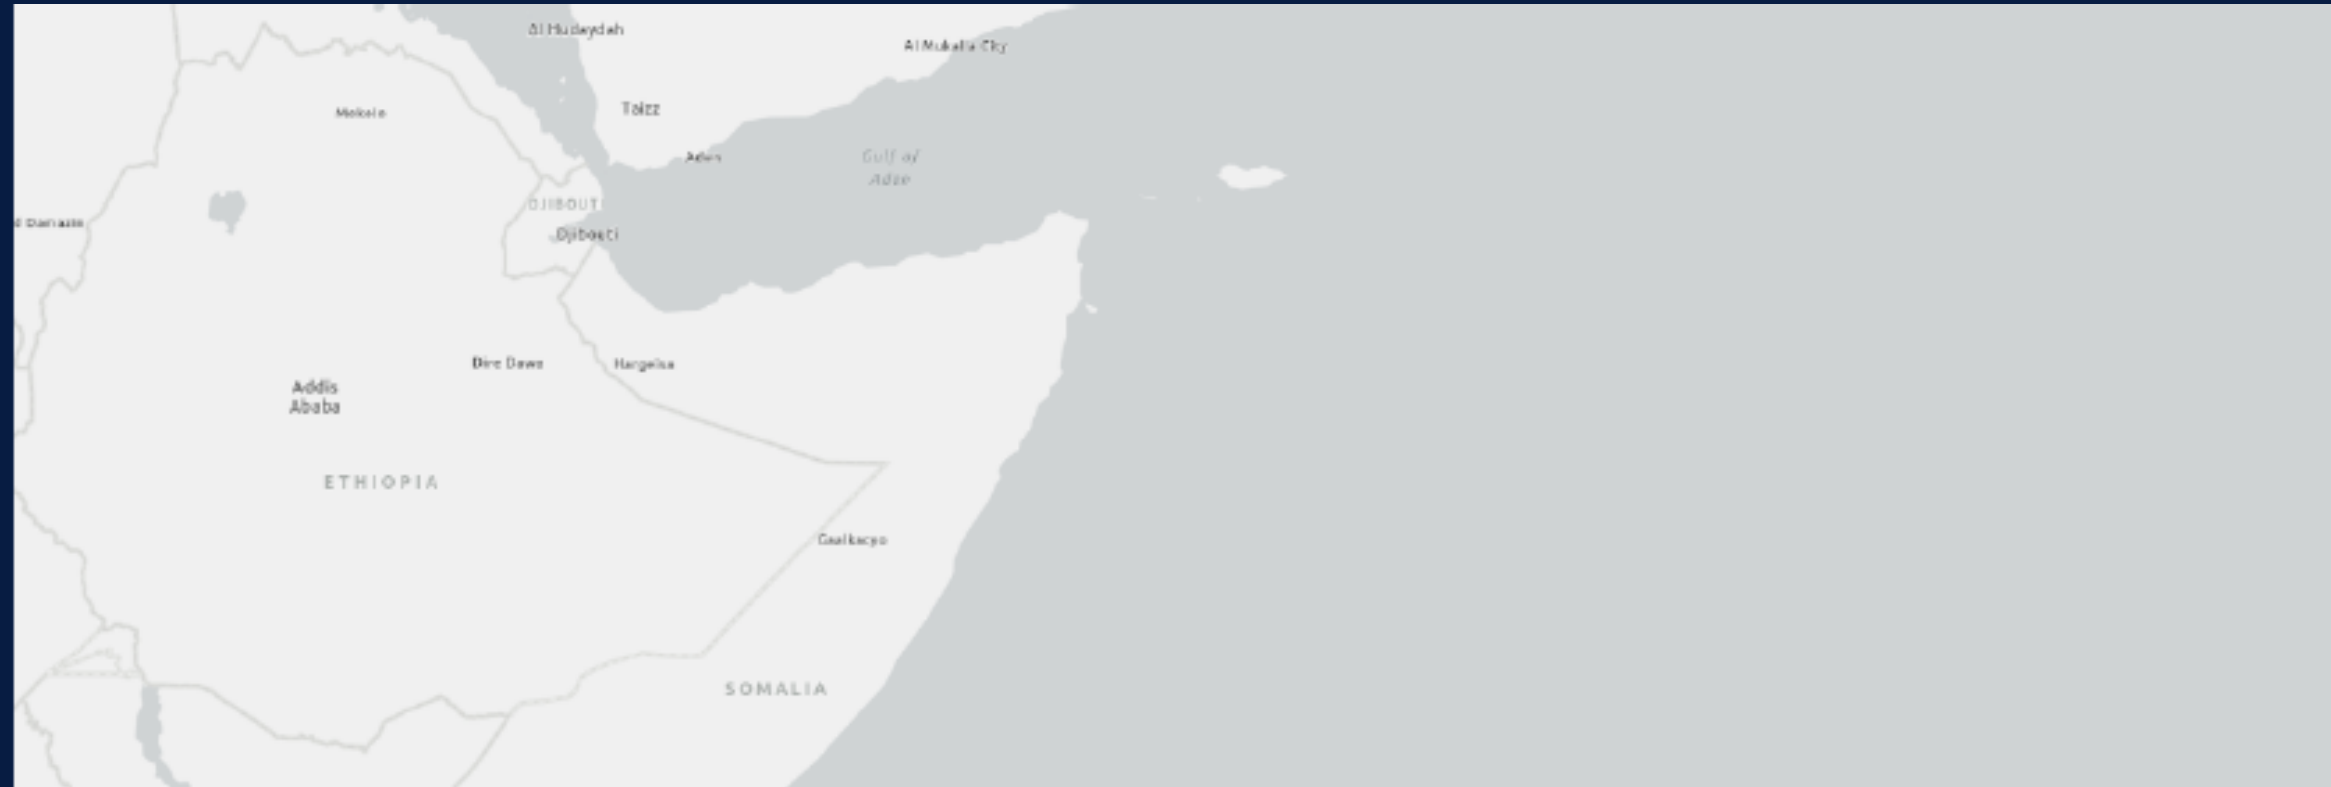 Al Hudaydah
Al Mukalla City
Taizz
Mekele
Aden
Gulf of
Aden
DJIBOUTI
Djibouti
d Damazin
Dire Dawa
Hargeisa
Addis
Ababa
ETHIOPIA
Gaalkacyo
SOMALIA